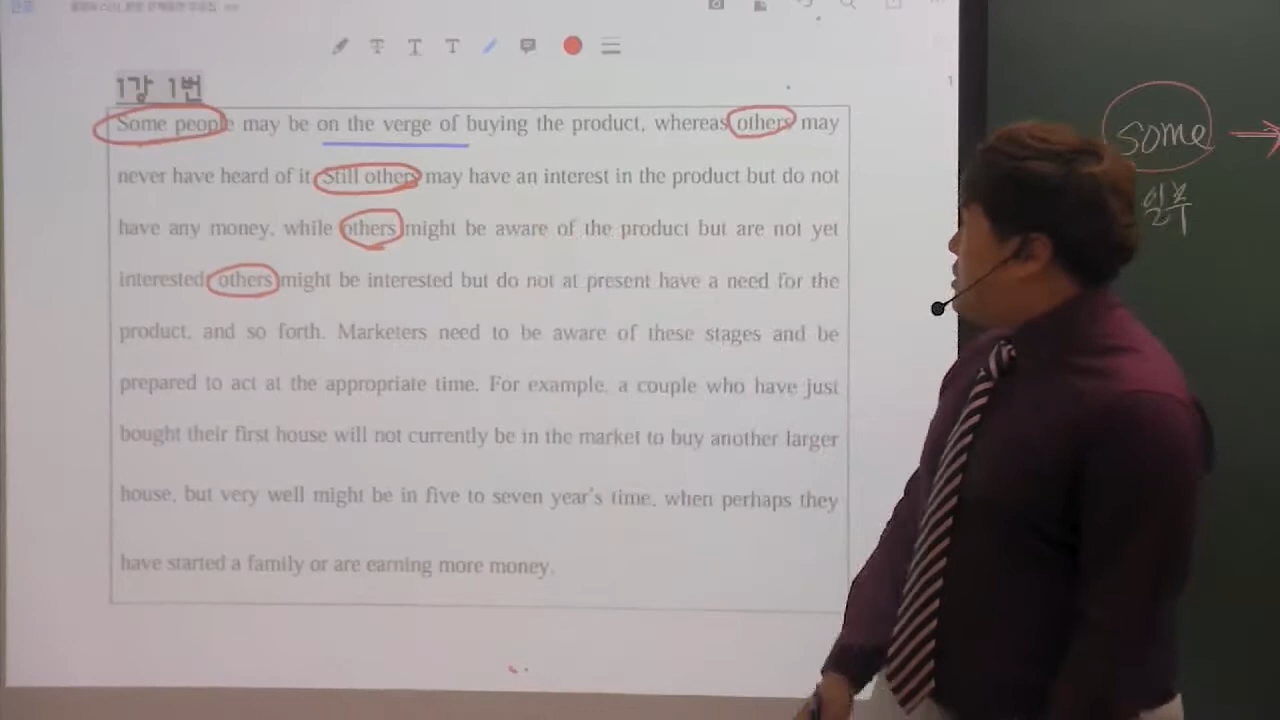 1강 1번
Some people may be on the verge of buying the product, whereas others may
never have heard of it. Still others may have an interest in the product but do not
have any money, while others might be aware of the product but are not yet
interested; others might be interested but do not at present have a need for the
product, and so forth. Marketers need to be aware of these stages and be
prepared to act at the appropriate time. For example, a couple who have just
bought their first house will not currently be in the market to buy another larger
house, but very well might be in five to seven year's time, when perhaps they
have started a family or are earning more money.
1
some
일부